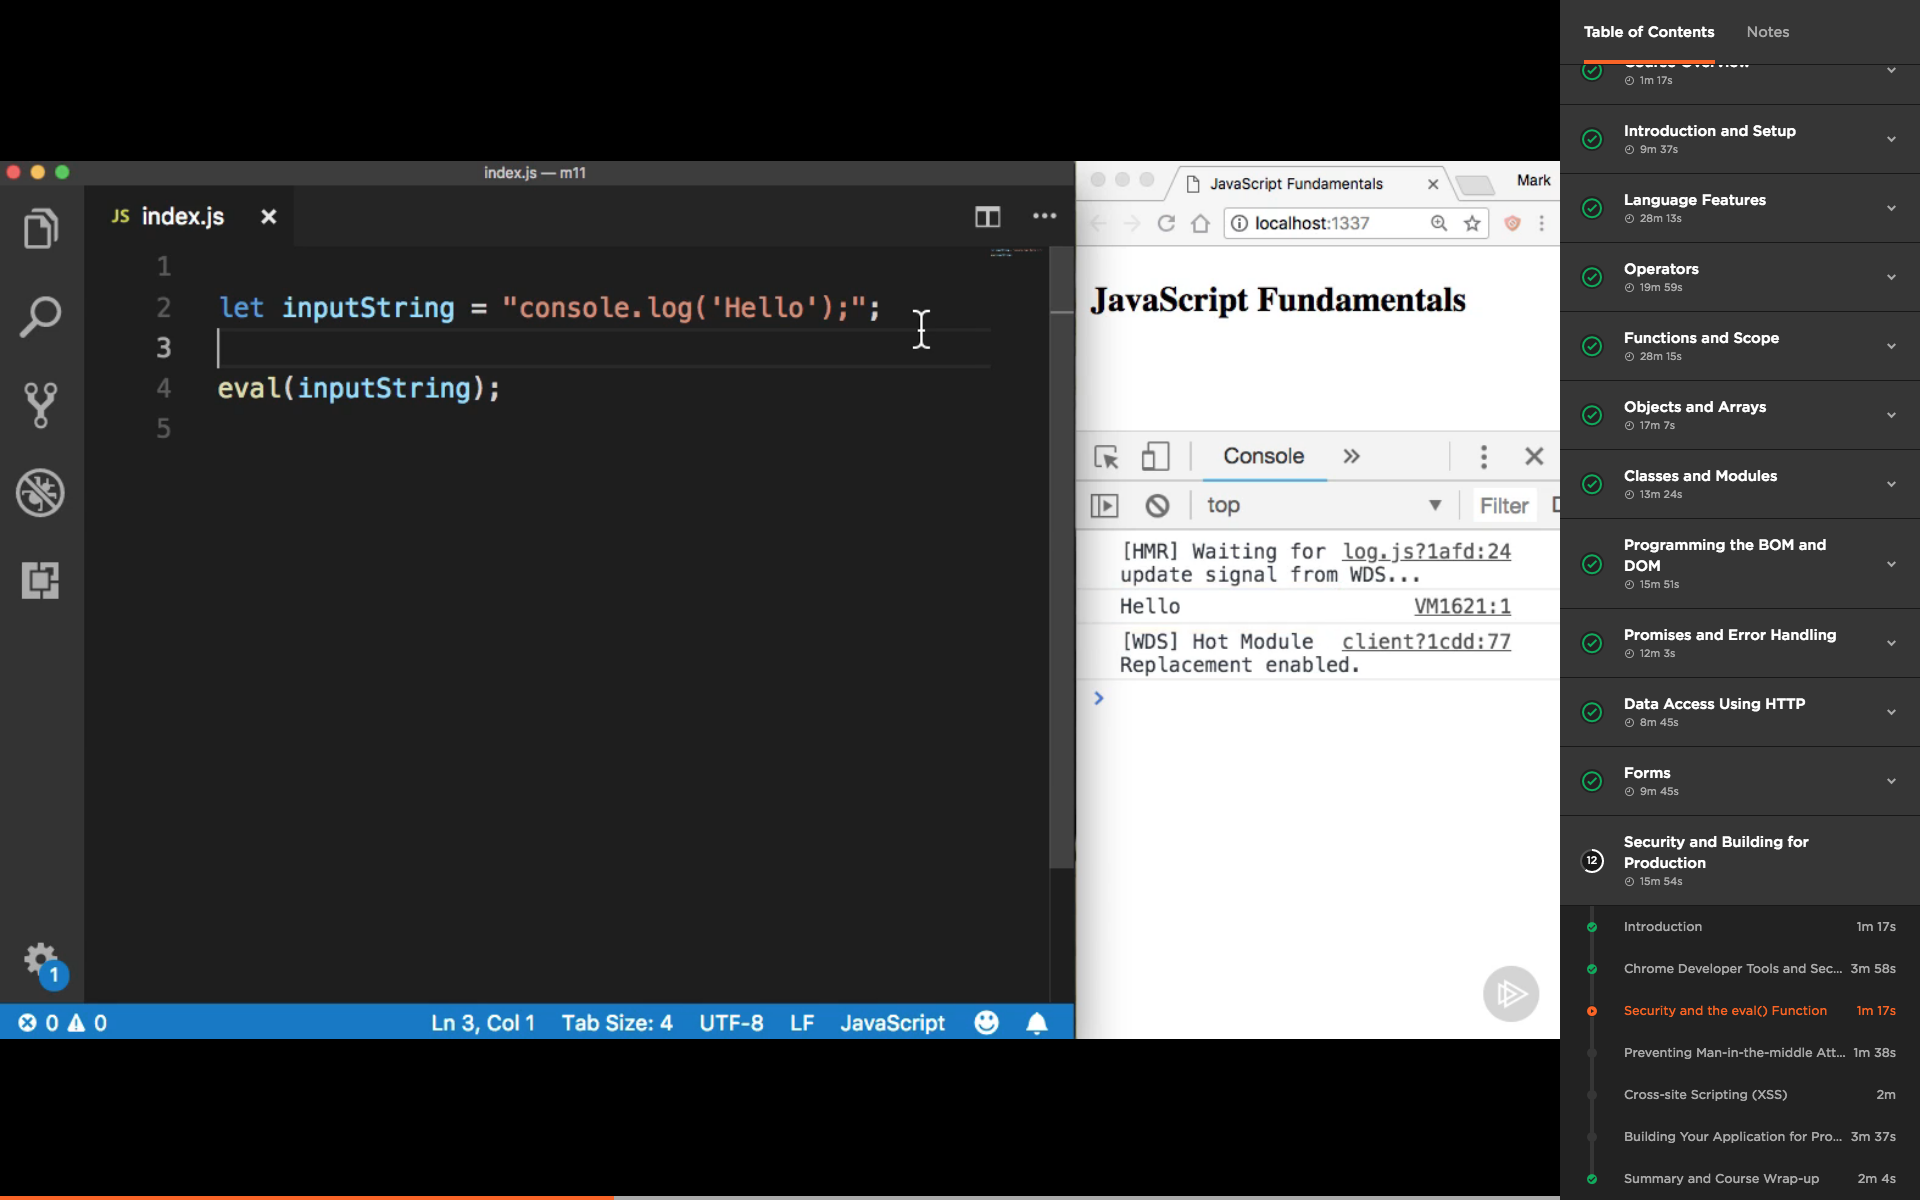 index.js — m11
JS index.js
1
2 let inputString = "console.log('Hello');";
3
4 eval(inputString);
5
1
0 0
Ln 3, Col 1 Tab Size: 4 UTF-8 LF JavaScript
JavaScript Fundamentals
Mark
localhost:1337
JavaScript Fundamentals
Console
top
Filter
[HMR] Waiting for log.js?1afd:24
update signal from WDS...
Hello VM1621:1
[WDS] Hot Module client?1cdd:77
Replacement enabled.
Table of Contents Notes
Course Overview
1m 17s
Introduction and Setup
9m 37s
Language Features
28m 13s
Operators
19m 59s
Functions and Scope
28m 15s
Objects and Arrays
17m 7s
Classes and Modules
13m 24s
Programming the BOM and
DOM
15m 51s
Promises and Error Handling
12m 3s
Data Access Using HTTP
8m 45s
Forms
9m 45s
12
Security and Building for
Production
15m 54s
Introduction 1m 17s
Chrome Developer Tools and Sec... 3m 58s
Security and the eval() Function 1m 17s
Preventing Man-in-the-middle Att... 1m 38s
Cross-site Scripting (XSS) 2m
Building Your Application for Pro... 3m 37s
Summary and Course Wrap-up 2m 4s